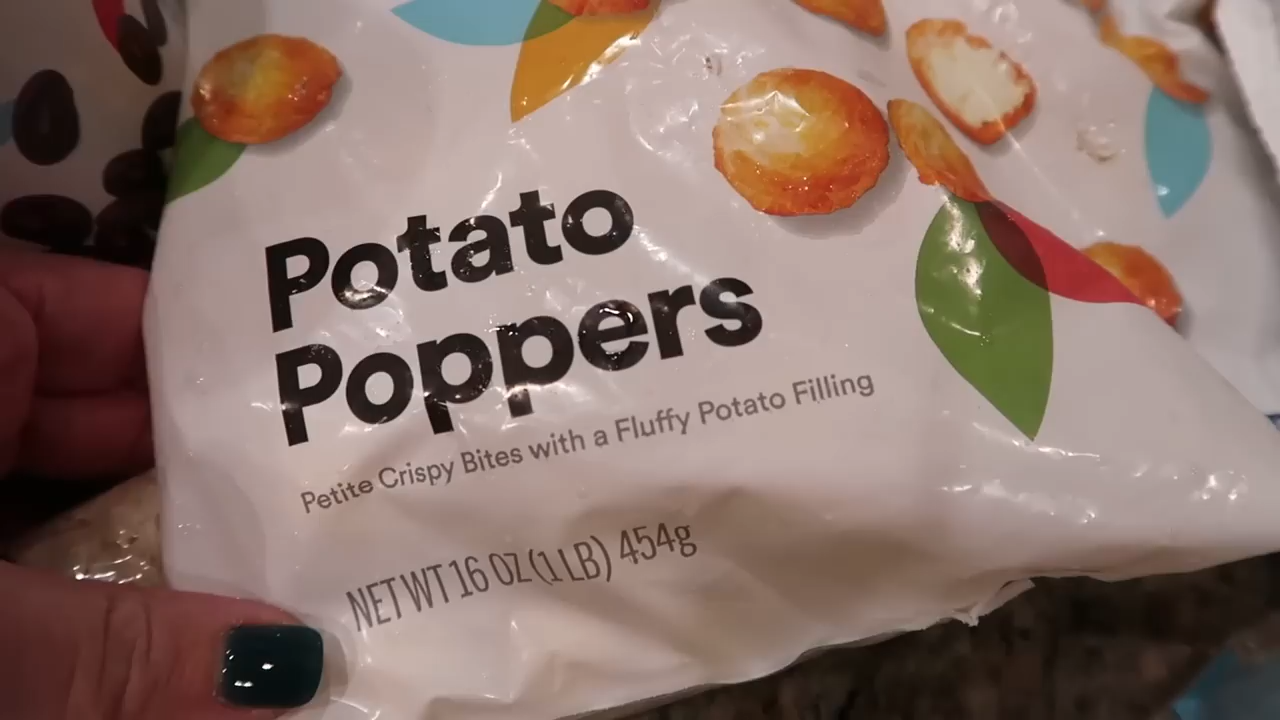 Potato
Poppers
Petite Crispy Bites with a Fluffy Potato Filling
NET WT 16 OZ (1 LB) 454g